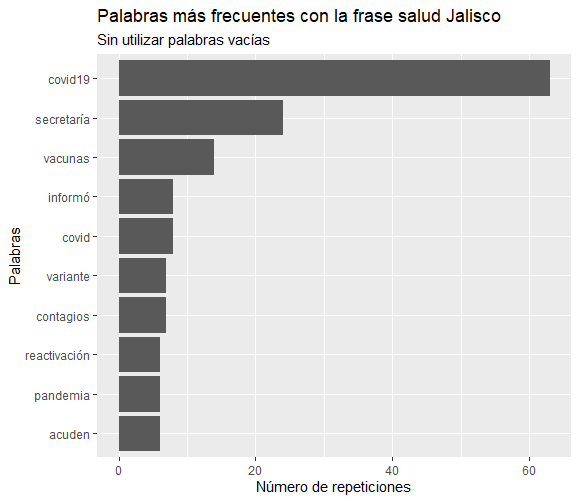 Palabras más frecuentes con la frase salud Jalisco
Sin utilizar palabras vacías
covid19
secretaría
vacunas
informó
covid
variante
contagios
reactivación
pandemia
acuden
Palabras
0 20 40 60
Número de repeticiones